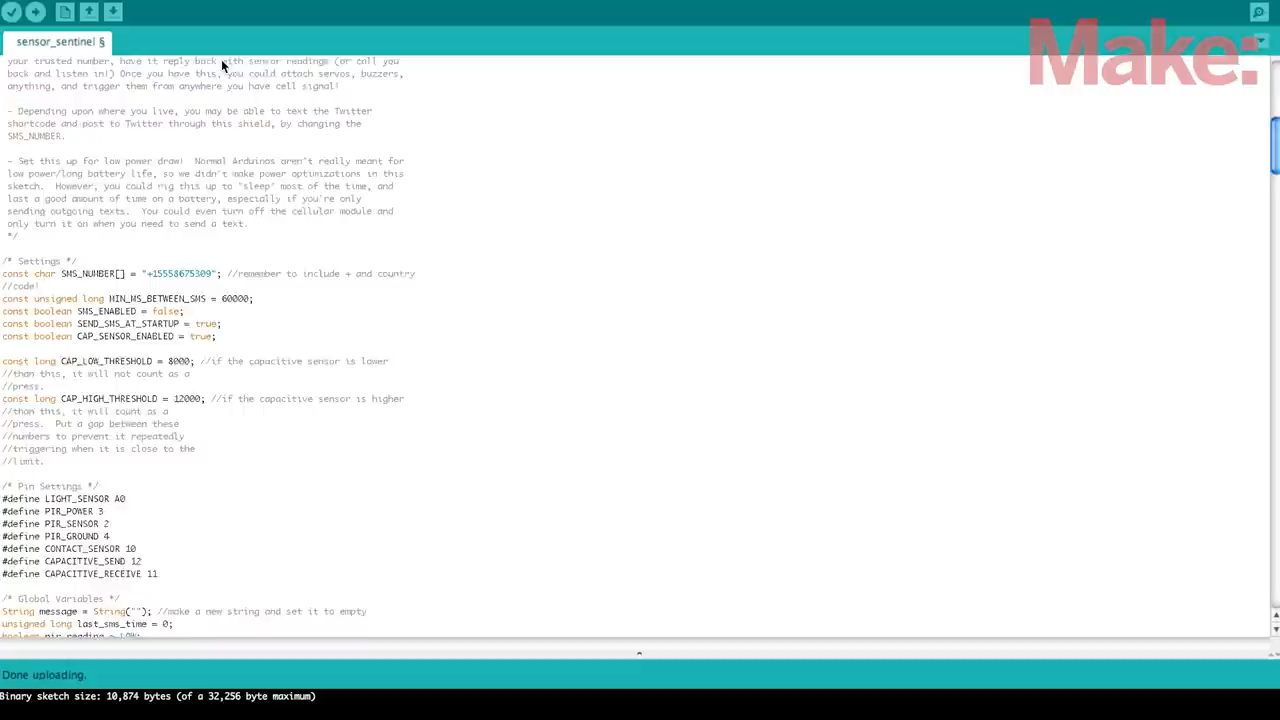 sensor_sentinel §
Make:
your trusted number, have it reply back with sensor readings (or call you
back and listen in!) Once you have this, you could attach servos, buzzers,
anything, and trigger them from anywhere you have cell signal!
- Depending upon where you live, you may be able to text the Twitter
shortcode and post to Twitter through this shield, by changing the
SMS_NUMBER.
- Set this up for low power draw!  Normal Arduinos aren't really meant for
low power/long battery life, so we didn't make power optimizations in this
sketch.  However, you could rig this up to "sleep" most of the time, and
last a good amount of time on a battery, especially if you're only
sending outgoing texts.  You could even turn off the cellular module and
only turn it on when you need to send a text.
*/
/* Settings */
const char SMS_NUMBER[] = "+15558675309"; //remember to include + and country
//code!
const unsigned long MIN_MS_BETWEEN_SMS = 60000;
const boolean SMS_ENABLED = false;
const boolean SEND_SMS_AT_STARTUP = true;
const boolean CAP_SENSOR_ENABLED = true;
const long CAP_LOW_THRESHOLD = 8000; //if the capacitive sensor is lower
//than this, it will not count as a
//press.
const long CAP_HIGH_THRESHOLD = 12000; //if the capacitive sensor is higher
//than this, it will count as a
//press.  Put a gap between these
//numbers to prevent it repeatedly
//triggering when it is close to the
//limit.
/* Pin Settings */
#define LIGHT_SENSOR A0
#define PIR_POWER 3
#define PIR_SENSOR 2
#define PIR_GROUND 4
#define CONTACT_SENSOR 10
#define CAPACITIVE_SEND 12
#define CAPACITIVE_RECEIVE 11
/* Global Variables */
String message = String(""); //make a new string and set it to empty
unsigned long last_sms_time = 0;
boolean pir_reading = LOW;
Done uploading.
Binary sketch size: 10,874 bytes (of a 32,256 byte maximum)